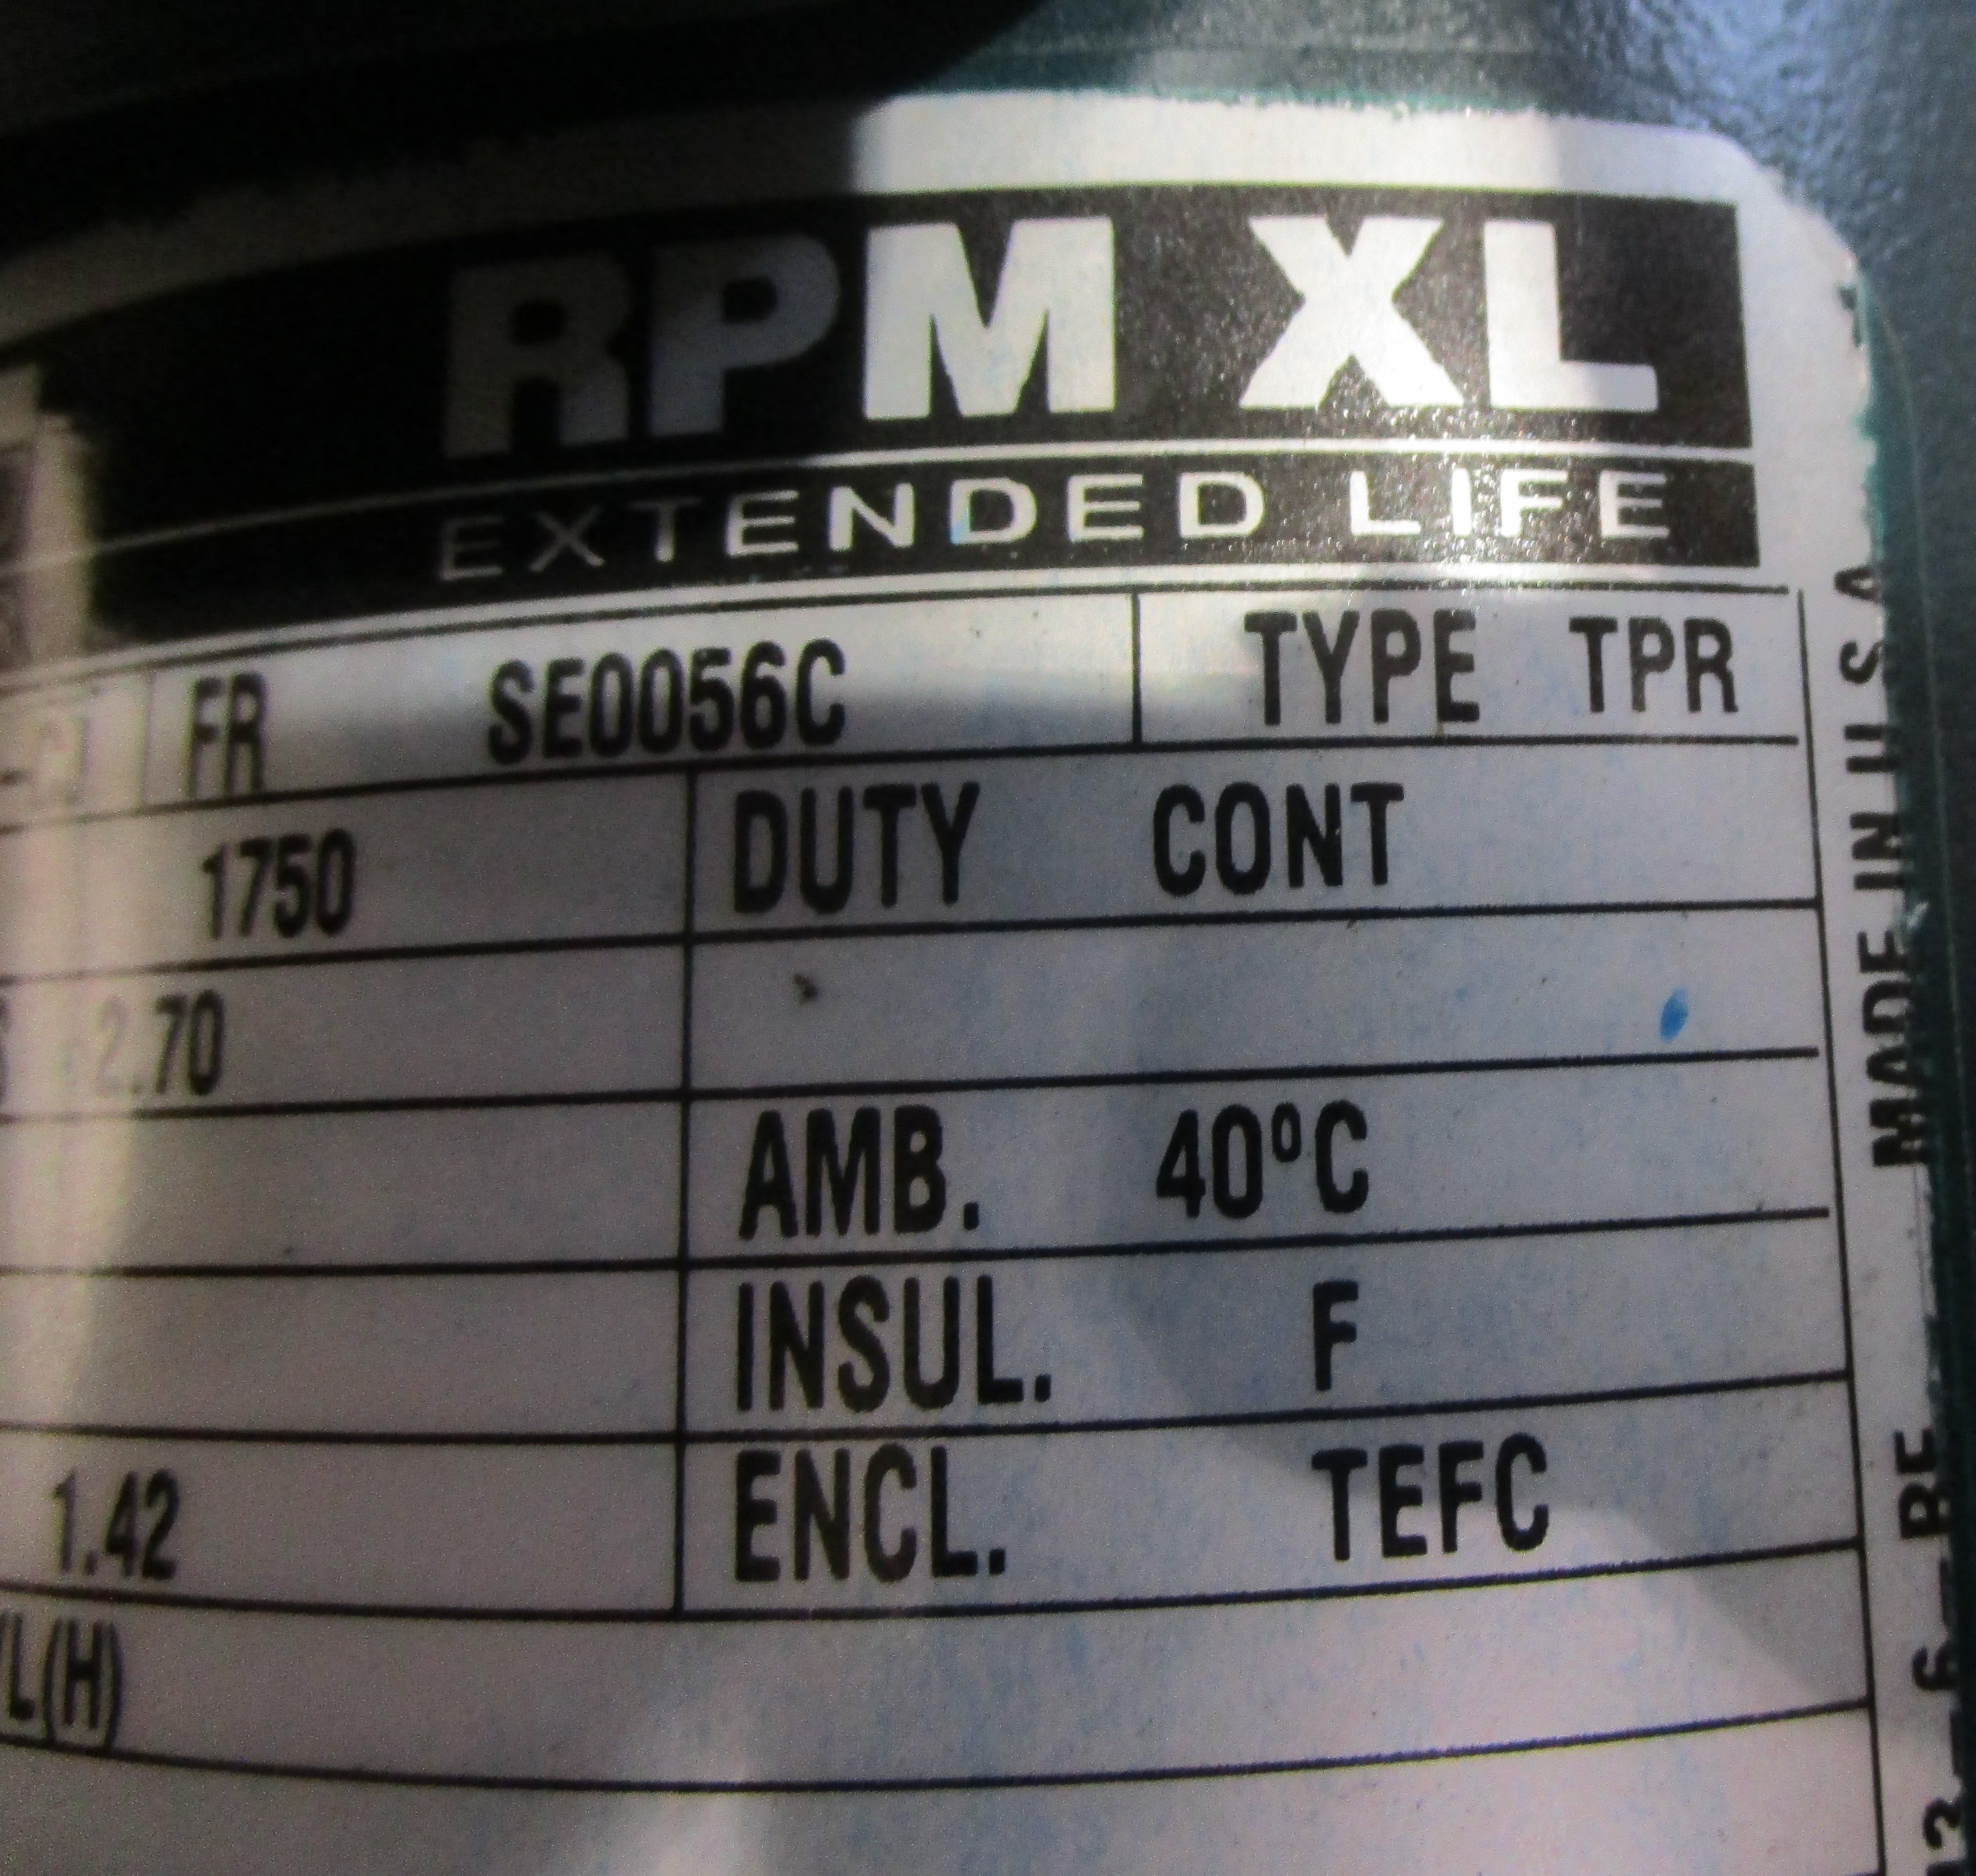 RPM XL
EXTENDED LIFE
FR SE0056C TYPE TPR
1750 DUTY CONT
2.70
AMB. 40ºC
INSUL. F
1.42 ENCL. TEFC
L(H)
MADE IN U.S.A